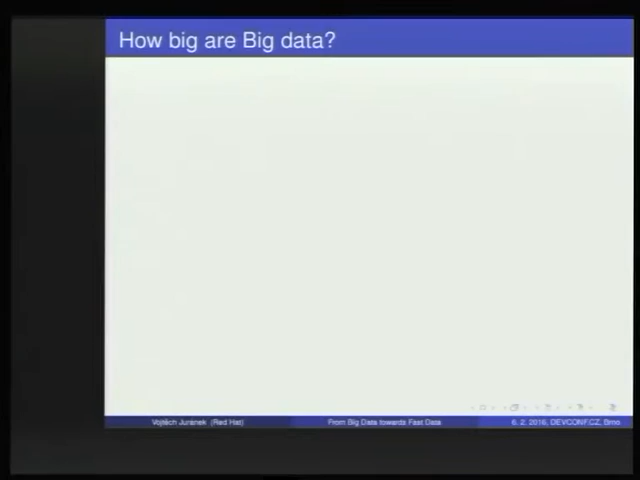 How big are Big data?
Vojtěch Juránek (Red Hat) From Big Data towards Fast Data 6. 2. 2016, DEVCONF.CZ, Brno